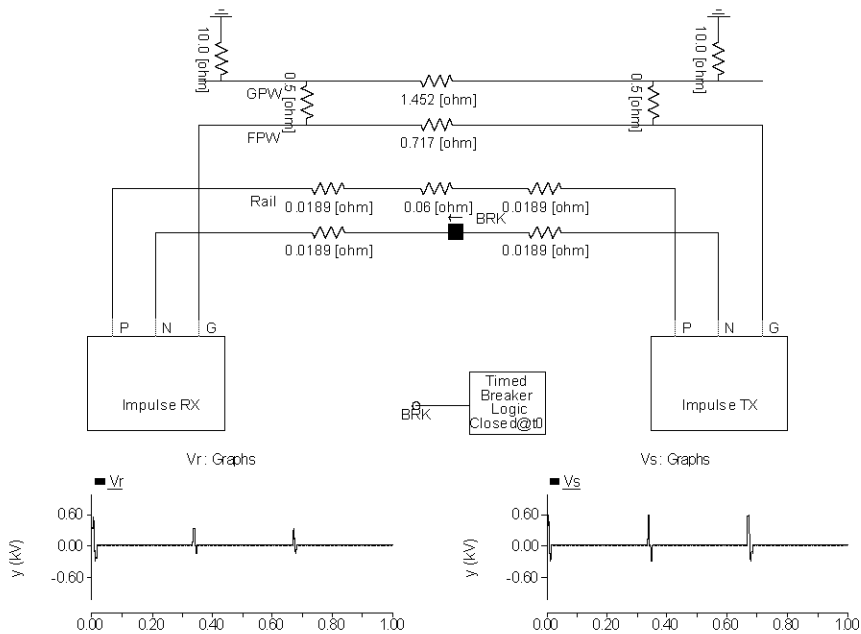 10.0 [ohm]
10.0 [ohm]
GPW
0.5 [ohm]
1.452 [ohm]
0.5 [ohm]
FPW
0.717 [ohm]
Rail
0.0189 [ohm]
0.06 [ohm]
0.0189 [ohm]
BRK
0.0189 [ohm]
0.0189 [ohm]
P N G
P N G
Impulse RX
BRK
Timed
Breaker
Logic
Closed@t0
Impulse TX
Vr : Graphs
Vr
y (kV)
0.60
0.00
-0.60
0.00 0.20 0.40 0.60 0.80 1.00
Vs : Graphs
Vs
y (kV)
0.60
0.00
-0.60
0.00 0.20 0.40 0.60 0.80 1.00